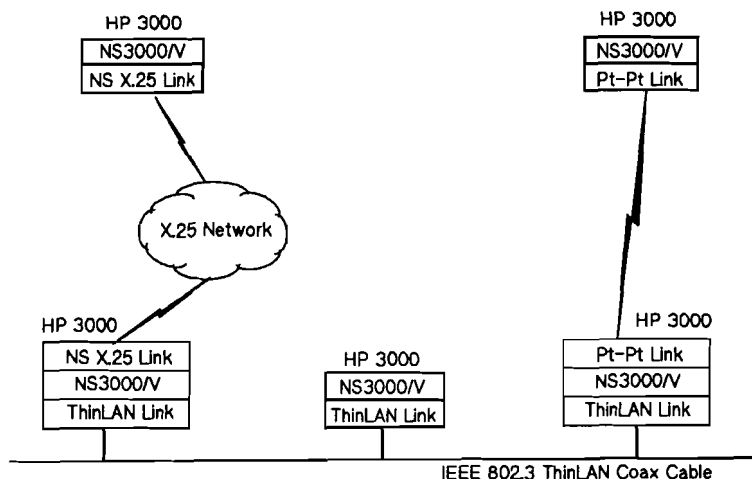 HP 3000
NS3000/V
NS X.25 Link
HP 3000
NS3000/V
Pt-Pt Link
X.25 Network
HP 3000
NS X.25 Link
NS3000/V
ThinLAN Link
HP 3000
NS3000/V
ThinLAN Link
HP 3000
Pt-Pt Link
NS3000/V
ThinLAN Link
IEEE 802.3 ThinLAN Coax Cable